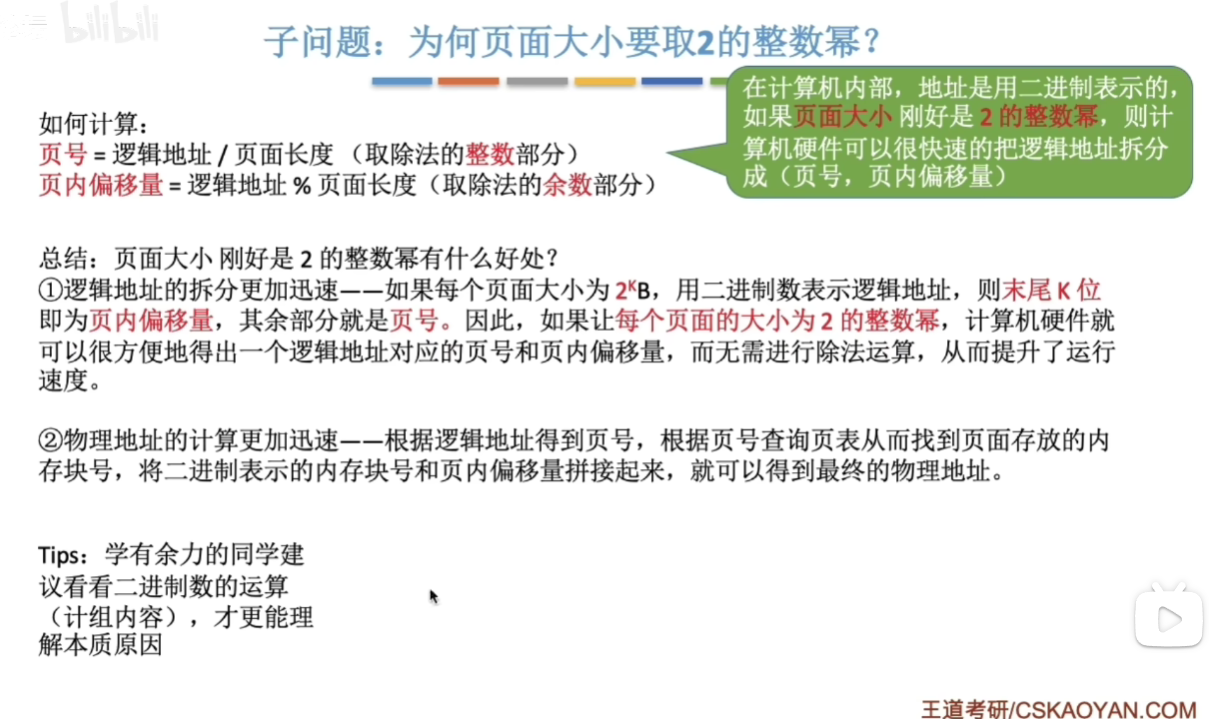 bilibili
子问题：为何页面大小要取2的整数幂？
在计算机内部，地址是用二进制表示的，
如果页面大小 刚好是 2 的整数幂，则计
算机硬件可以很快速的把逻辑地址拆分
成（页号，页内偏移量）
如何计算：
页号 = 逻辑地址 / 页面长度 （取除法的整数部分）
页内偏移量 = 逻辑地址 % 页面长度（取除法的余数部分）
总结：页面大小 刚好是 2 的整数幂有什么好处？
①逻辑地址的拆分更加迅速——如果每个页面大小为 2ᴷB，用二进制数表示逻辑地址，则末尾 K 位
即为页内偏移量，其余部分就是页号。因此，如果让每个页面的大小为 2 的整数幂，计算机硬件就
可以很方便地得出一个逻辑地址对应的页号和页内偏移量，而无需进行除法运算，从而提升了运行
速度。
②物理地址的计算更加迅速——根据逻辑地址得到页号，根据页号查询页表从而找到页面存放的内
存块号，将二进制表示的内存块号和页内偏移量拼接起来，就可以得到最终的物理地址。
Tips：学有余力的同学建
议看看二进制数的运算
（计组内容），才更能理
解本质原因
王道考研/CSKAOYAN.COM